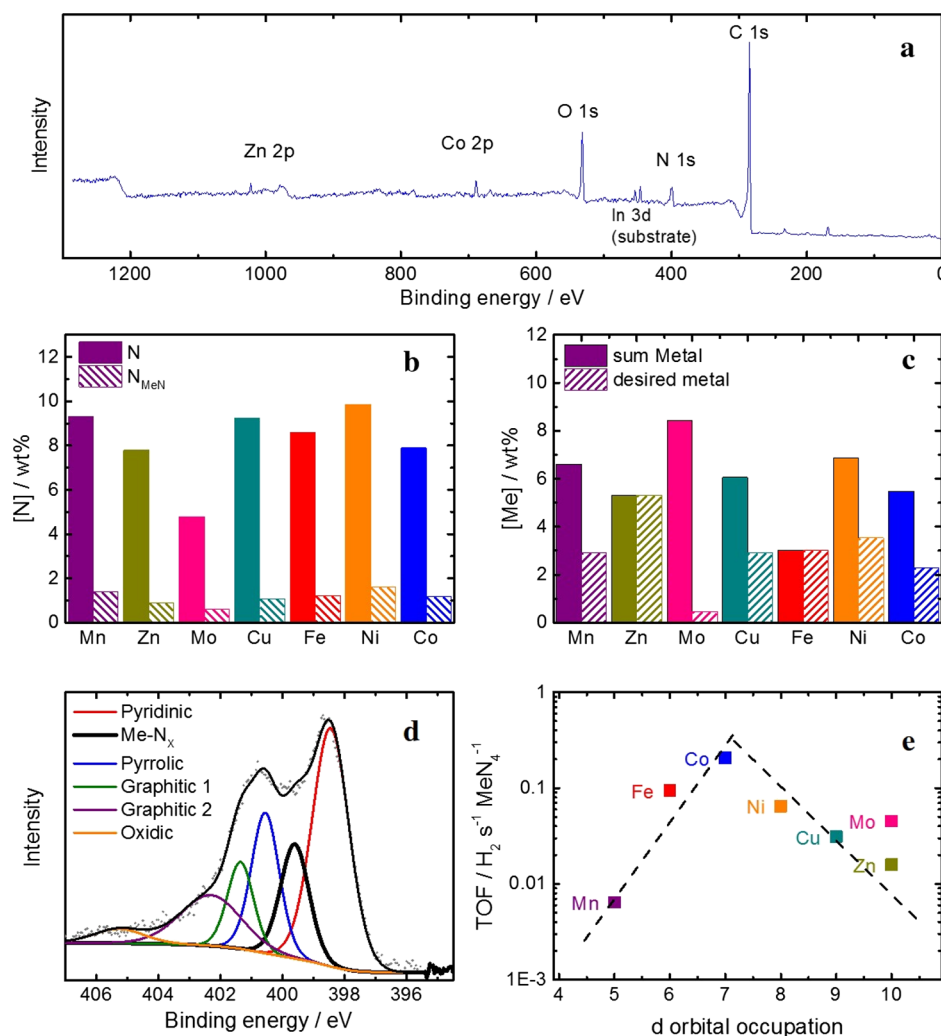 a
C 1s
O 1s
Zn 2p
Co 2p
N 1s
In 3d
(substrate)
Intensity
1200 1000 800 600 400 200 0
Binding energy / eV
b
N
N_MeN
[N] / wt%
12
10
8
6
4
2
0
Mn Zn Mo Cu Fe Ni Co
c
sum Metal
desired metal
[Me] / wt%
12
10
8
6
4
2
0
Mn Zn Mo Cu Fe Ni Co
d
Pyridinic
Me-N_X
Pyrrolic
Graphitic 1
Graphitic 2
Oxidic
Intensity
406 404 402 400 398 396
Binding energy / eV
e
TOF / H₂ s⁻¹ MeN₄⁻¹
1
0.1
0.01
1E-3
Co
Fe
Ni
Mo
Cu
Zn
Mn
4 5 6 7 8 9 10
d orbital occupation